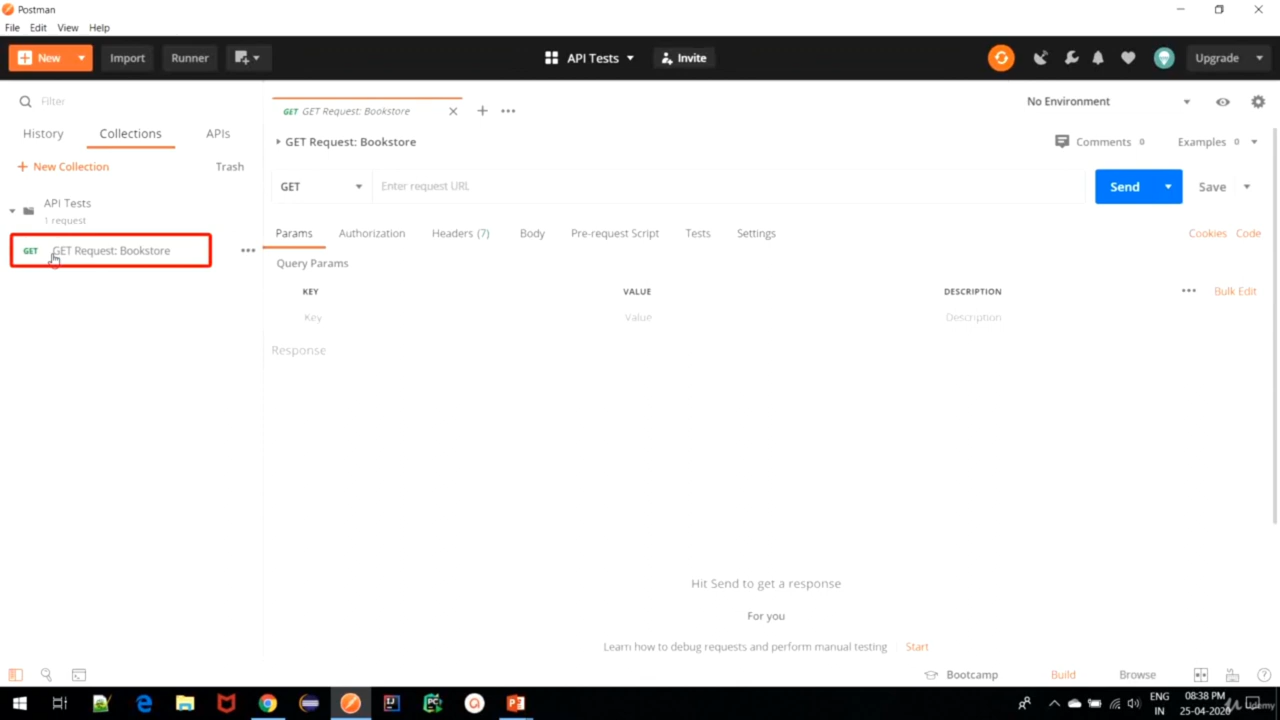 Postman
File Edit View Help
New Import Runner API Tests Invite Upgrade
Filter
History Collections APIs
New Collection Trash
API Tests
1 request
GET GET Request: Bookstore
GET GET Request: Bookstore No Environment
GET Request: Bookstore Comments 0 Examples 0
GET Enter request URL Send Save
Params Authorization Headers (7) Body Pre-request Script Tests Settings Cookies Code
Query Params
KEY VALUE DESCRIPTION Bulk Edit
Key Value Description
Response
Hit Send to get a response
For you
Learn how to debug requests and perform manual testing Start
Bootcamp Build Browse
PC
ENG 08:38 PM
IN 25-04-2020
Udemy